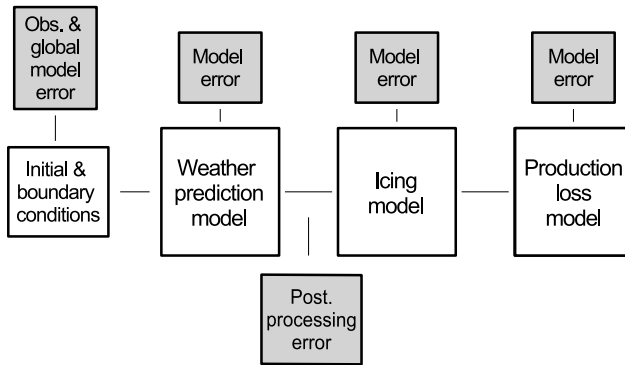 Obs. &
global
model
error
Model
error
Model
error
Model
error
Initial &
boundary
conditions
Weather
prediction
model
Icing
model
Production
loss
model
Post.
processing
error